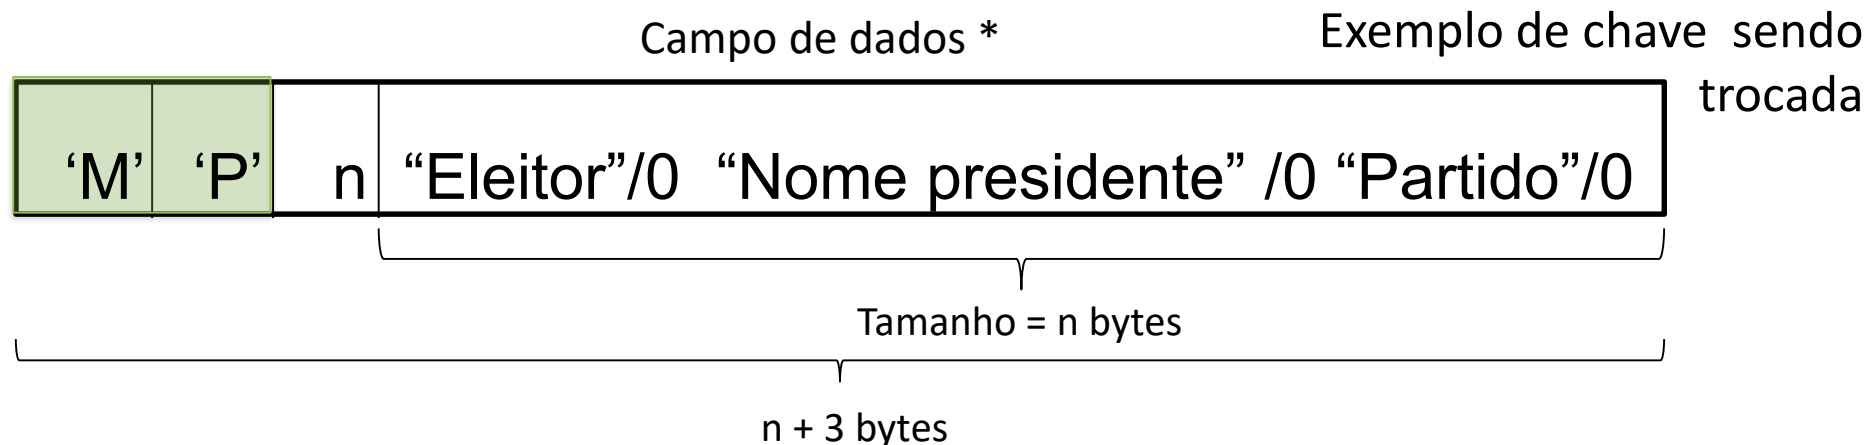 Campo de dados *
Exemplo de chave sendo
trocada
‘M’ ‘P’ n “Eleitor”/0 “Nome presidente” /0 “Partido”/0
Tamanho = n bytes
n + 3 bytes